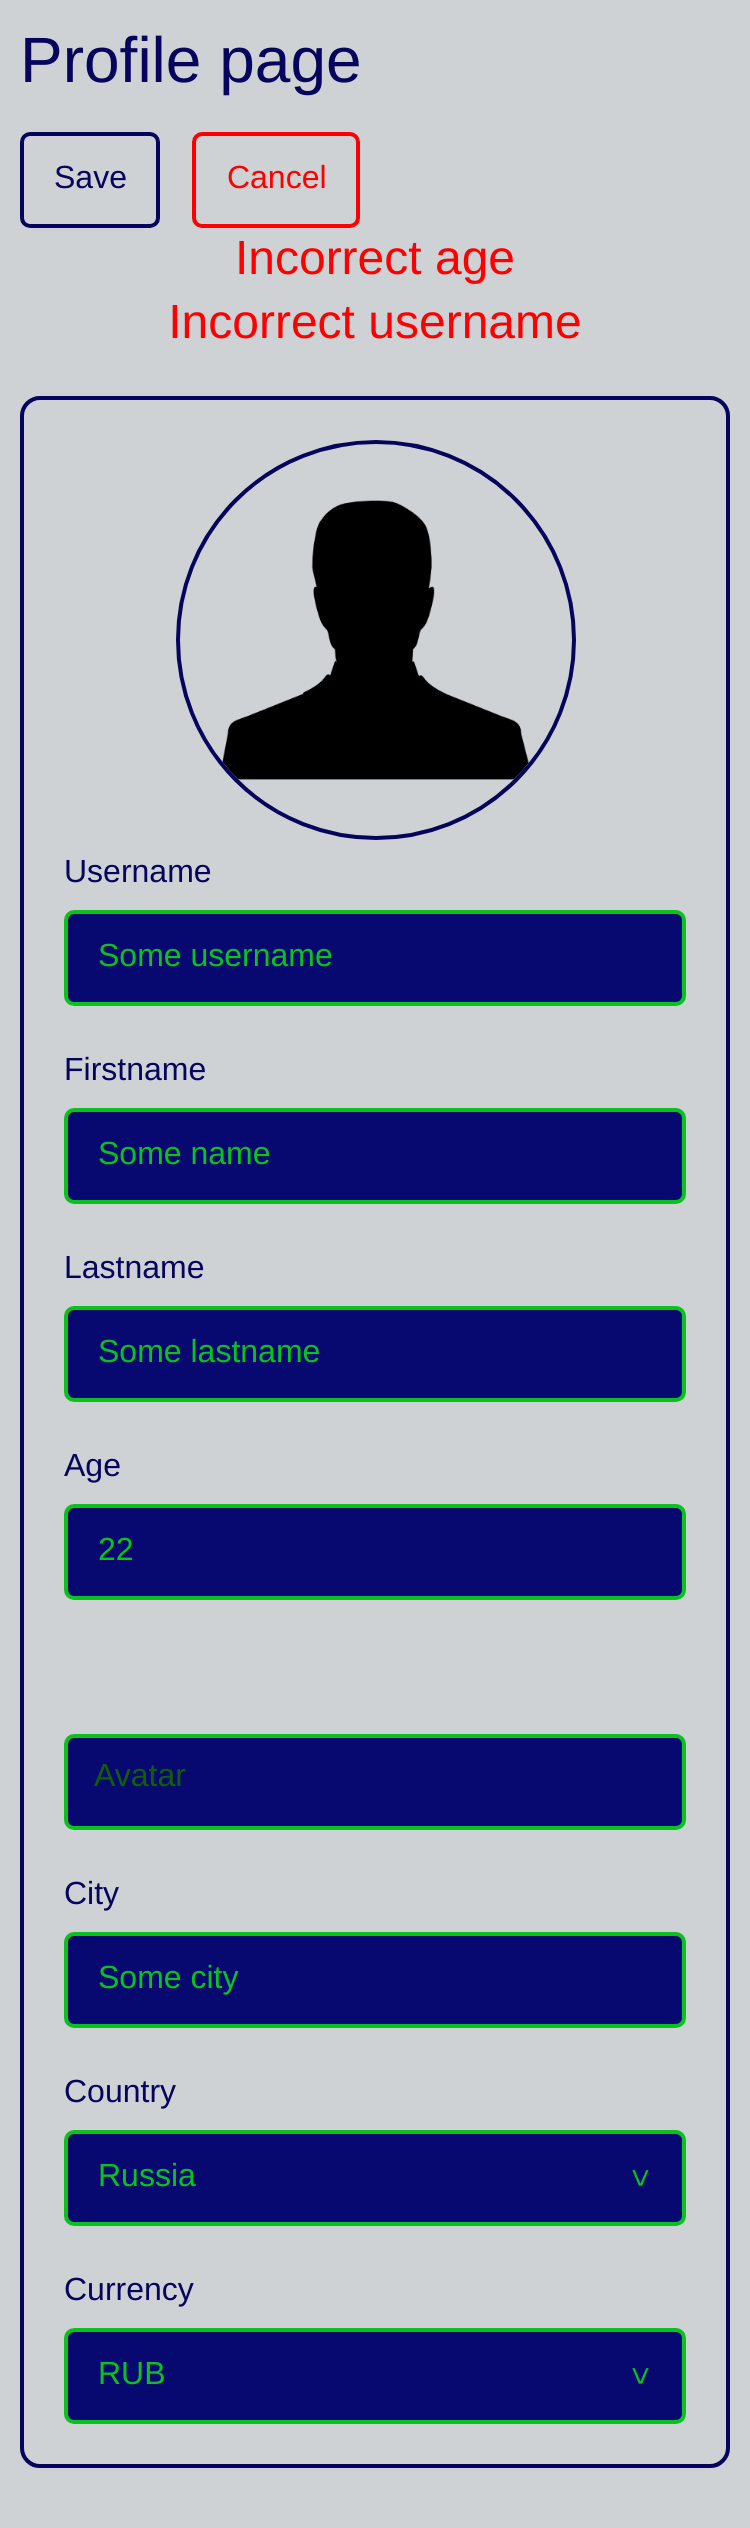 Profile page
Save
Cancel
Incorrect age
Incorrect username
Username
Some username
Firstname
Some name
Lastname
Some lastname
Age
22
Avatar
City
Some city
Country
Russia
Currency
RUB